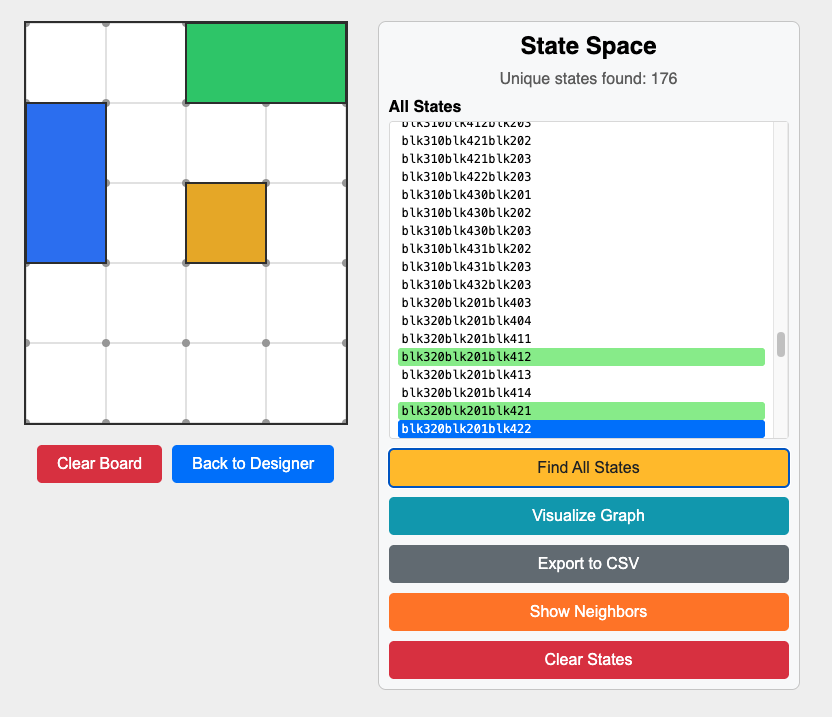 State Space
Unique states found: 176
All States
blk310blk412blk203
blk310blk421blk202
blk310blk421blk203
blk310blk422blk203
blk310blk430blk201
blk310blk430blk202
blk310blk430blk203
blk310blk431blk202
blk310blk431blk203
blk310blk432blk203
blk320blk201blk403
blk320blk201blk404
blk320blk201blk411
blk320blk201blk412
blk320blk201blk413
blk320blk201blk414
blk320blk201blk421
blk320blk201blk422
Clear Board
Back to Designer
Find All States
Visualize Graph
Export to CSV
Show Neighbors
Clear States